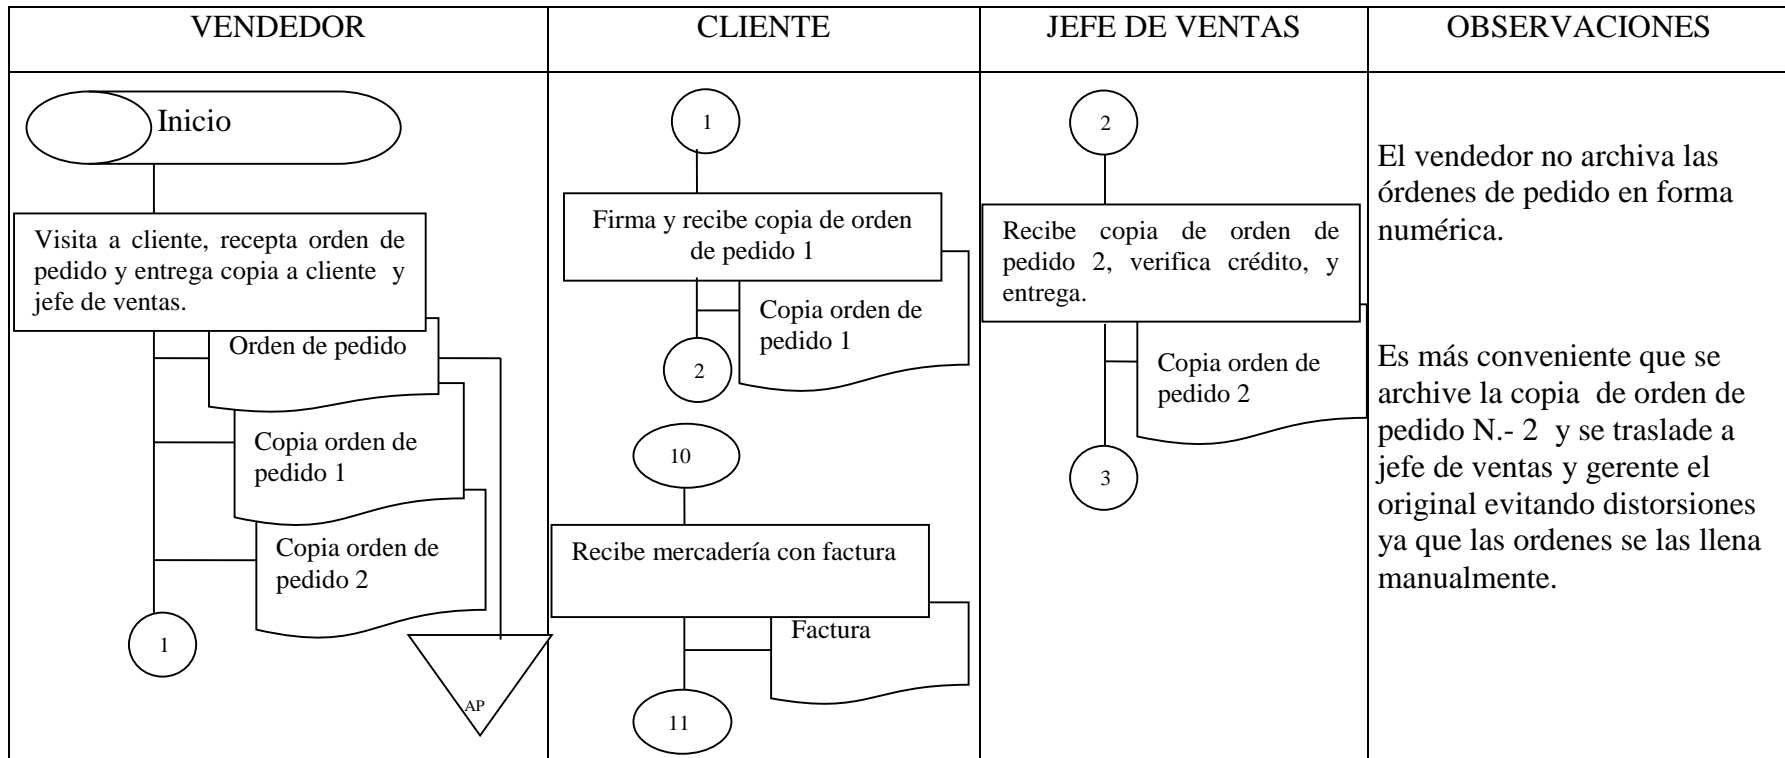 VENDEDOR
CLIENTE
JEFE DE VENTAS
OBSERVACIONES
Inicio
Visita a cliente, recepta orden de
pedido y entrega copia a cliente y
jefe de ventas.
Orden de pedido
Copia orden de
pedido 1
Copia orden de
pedido 2
1
AP
1
Firma y recibe copia de orden
de pedido 1
Copia orden de
pedido 1
2
10
Recibe mercadería con factura
Factura
11
2
Recibe copia de orden de
pedido 2, verifica crédito, y
entrega.
Copia orden de
pedido 2
3
El vendedor no archiva las
órdenes de pedido en forma
numérica.
Es más conveniente que se
archive la copia de orden de
pedido N.- 2 y se traslade a
jefe de ventas y gerente el
original evitando distorsiones
ya que las ordenes se las llena
manualmente.